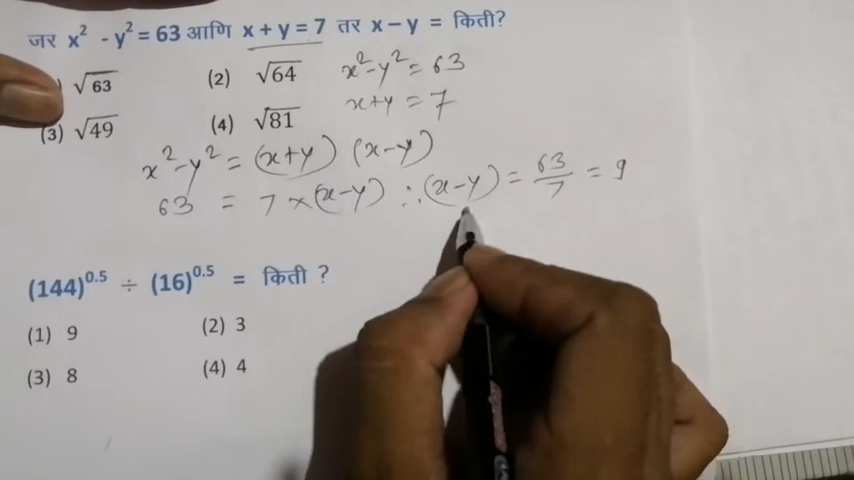 जर x² - y² = 63 आणि x + y = 7 तर x – y = किती?
) √63 (2) √64 x²-y² = 63
(3) √49 (4) √81 x+y = 7
x²-y² = (x+y) (x-y)
63 = 7 × (x-y) ∴ (x-y) = 63/7 = 9
(144)^0.5 ÷ (16)^0.5 = किती ?
(1) 9 (2) 3
(3) 8 (4) 4